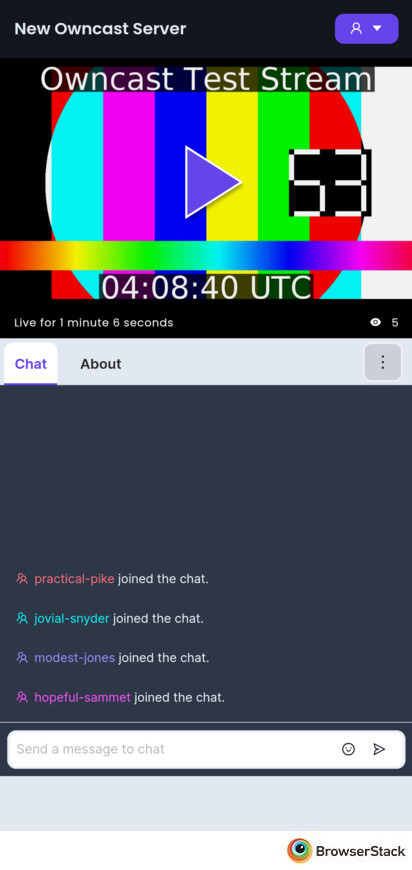 New Owncast Server
Owncast Test Stream
53
04:08:40 UTC
Live for 1 minute 6 seconds
5
Chat
About
practical-pike joined the chat.
jovial-snyder joined the chat.
modest-jones joined the chat.
hopeful-sammet joined the chat.
Send a message to chat
BrowserStack